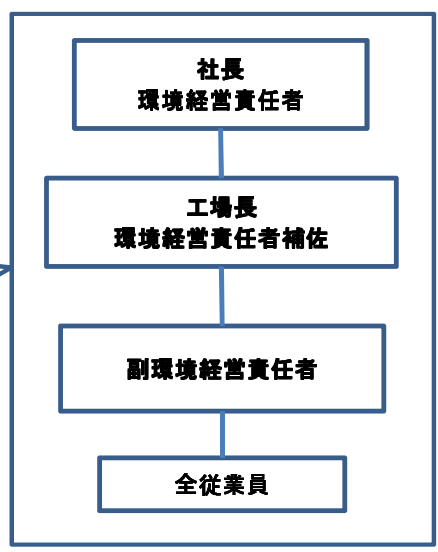 社長
環境経営責任者
工場長
環境経営責任者補佐
副環境経営責任者
全従業員